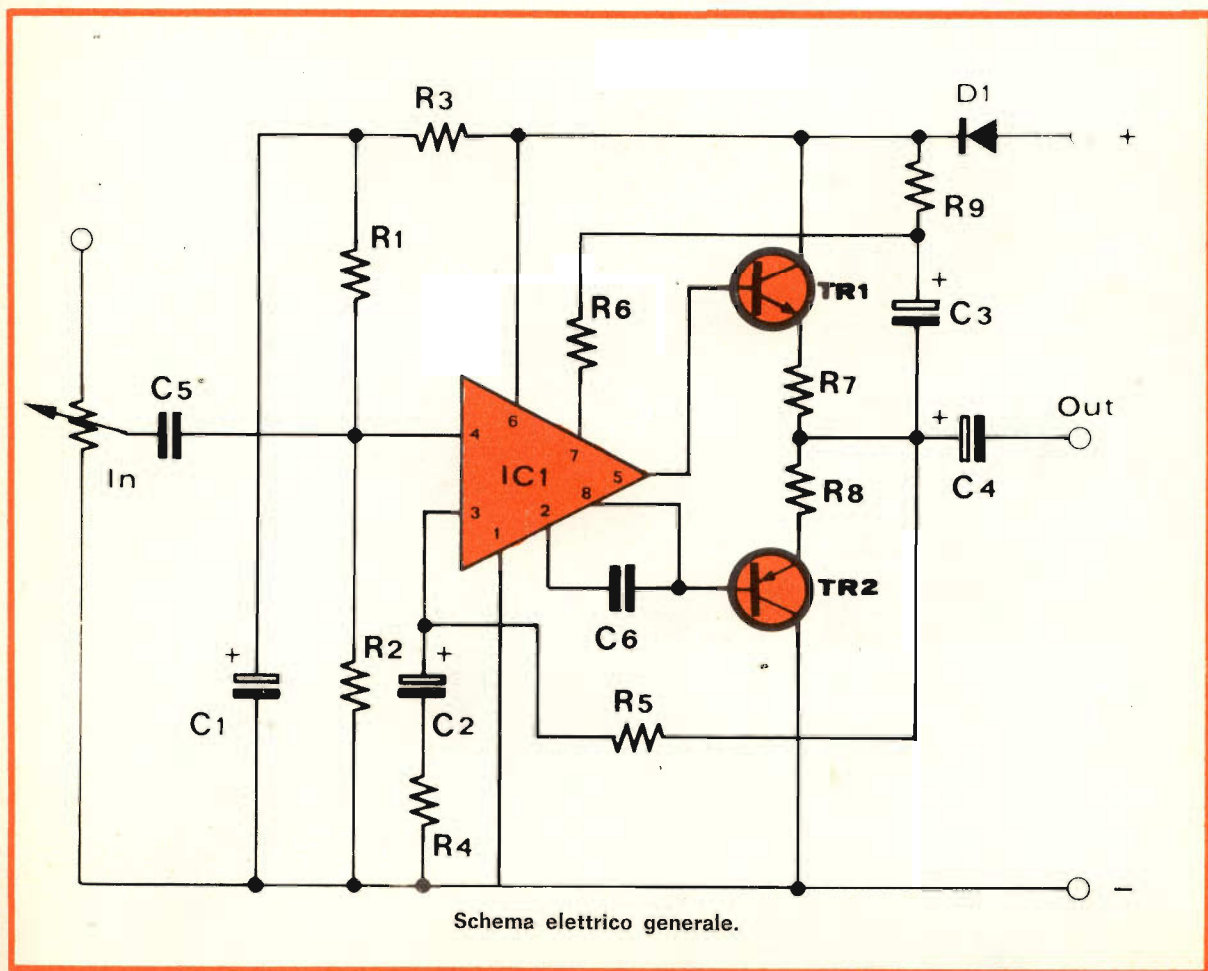 R3
D1
+
R9
R1
TR1
R6
+
C3
C5
R7
Out
+
6
4
7
In
IC1
5
8
R8
C4
3
2
1
TR2
C6
R2
+
+
R5
C1
C2
R4
-
Schema elettrico generale.